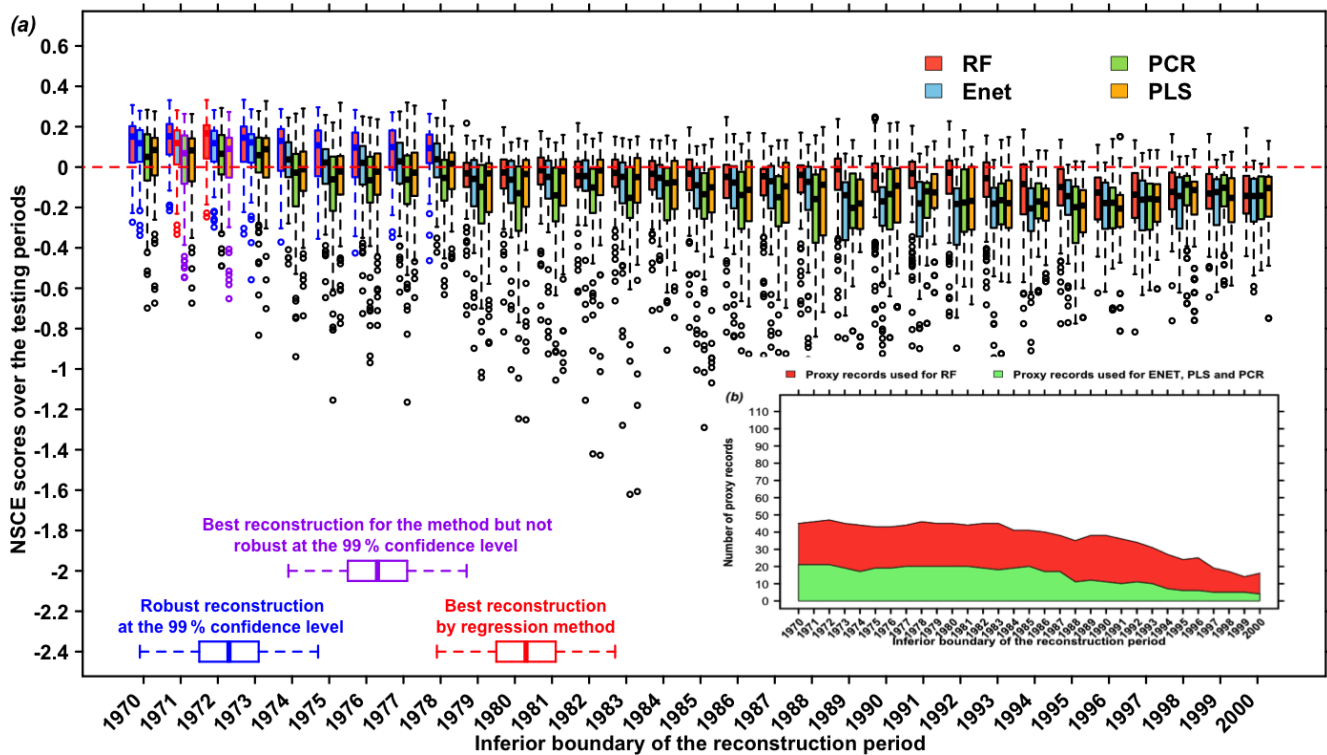 (a)
NSCE scores over the testing periods
0.6
0.4
0.2
0
-0.2
-0.4
-0.6
-0.8
-1
-1.2
-1.4
-1.6
-1.8
-2
-2.2
-2.4
RF
Enet
PCR
PLS
Best reconstruction for the method but not
robust at the 99 % confidence level
Robust reconstruction
at the 99 % confidence level
Best reconstruction
by regression method
Proxy records used for RF
Proxy records used for ENET, PLS and PCR
(b)
Number of proxy records
110
100
90
80
70
60
50
40
30
20
10
0
1970 1971 1972 1973 1974 1975 1976 1977 1978 1979 1980 1981 1982 1983 1984 1985 1986 1987 1988 1989 1990 1991 1992 1993 1994 1995 1996 1997 1998 1999 2000
Inferior boundary of the reconstruction period
1970 1971 1972 1973 1974 1975 1976 1977 1978 1979 1980 1981 1982 1983 1984 1985 1986 1987 1988 1989 1990 1991 1992 1993 1994 1995 1996 1997 1998 1999 2000
Inferior boundary of the reconstruction period